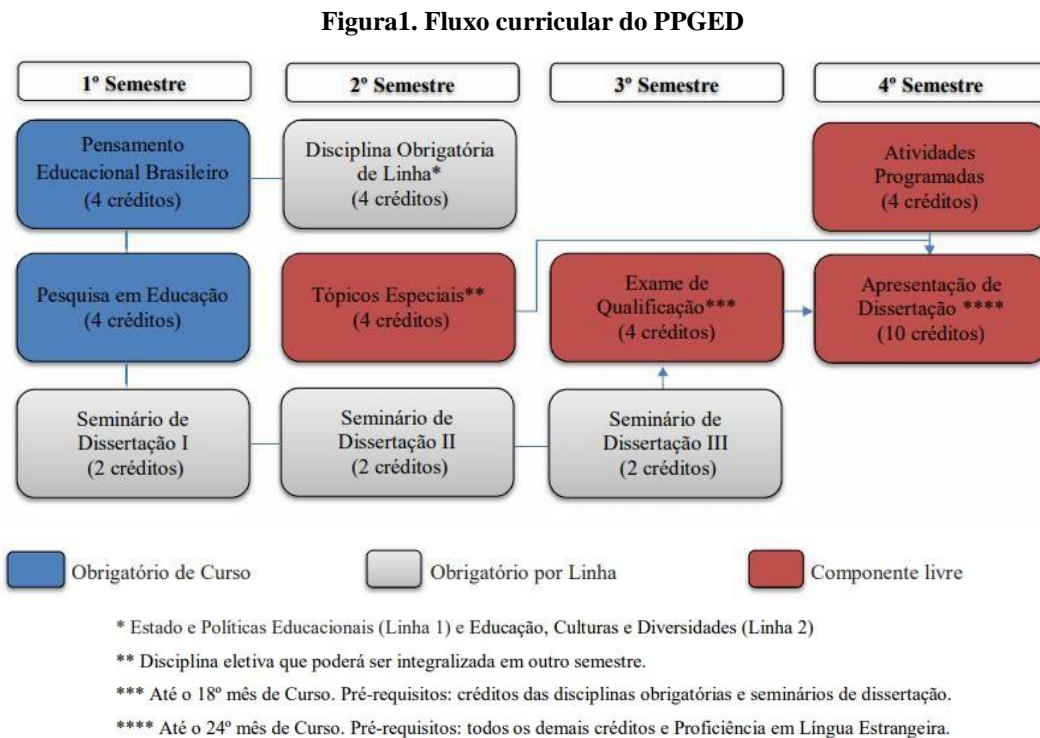 Figura1. Fluxo curricular do PPGED
1º Semestre
2º Semestre
3º Semestre
4º Semestre
Pensamento
Educacional Brasileiro
(4 créditos)
Disciplina Obrigatória
de Linha*
(4 créditos)
Atividades
Programadas
(4 créditos)
Pesquisa em Educação
(4 créditos)
Tópicos Especiais**
(4 créditos)
Exame de
Qualificação***
(4 créditos)
Apresentação de
Dissertação ****
(10 créditos)
Seminário de
Dissertação I
(2 créditos)
Seminário de
Dissertação II
(2 créditos)
Seminário de
Dissertação III
(2 créditos)
Obrigatório de Curso
Obrigatório por Linha
Componente livre
* Estado e Políticas Educacionais (Linha 1) e Educação, Culturas e Diversidades (Linha 2)
** Disciplina eletiva que poderá ser integralizada em outro semestre.
*** Até o 18º mês de Curso. Pré-requisitos: créditos das disciplinas obrigatórias e seminários de dissertação.
**** Até o 24º mês de Curso. Pré-requisitos: todos os demais créditos e Proficiência em Língua Estrangeira.